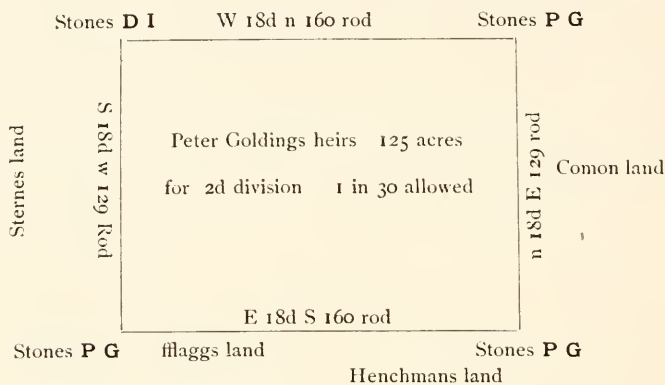 Stones D I W 18d n 160 rod Stones P G
Sternes land
S 18d w 129 Rod
Peter Goldings heirs 125 acres
for 2d division 1 in 30 allowed
n 18d E 129 rod
Comon land
E 18d S 160 rod
Stones P G fflaggs land Stones P G
Henchmans land